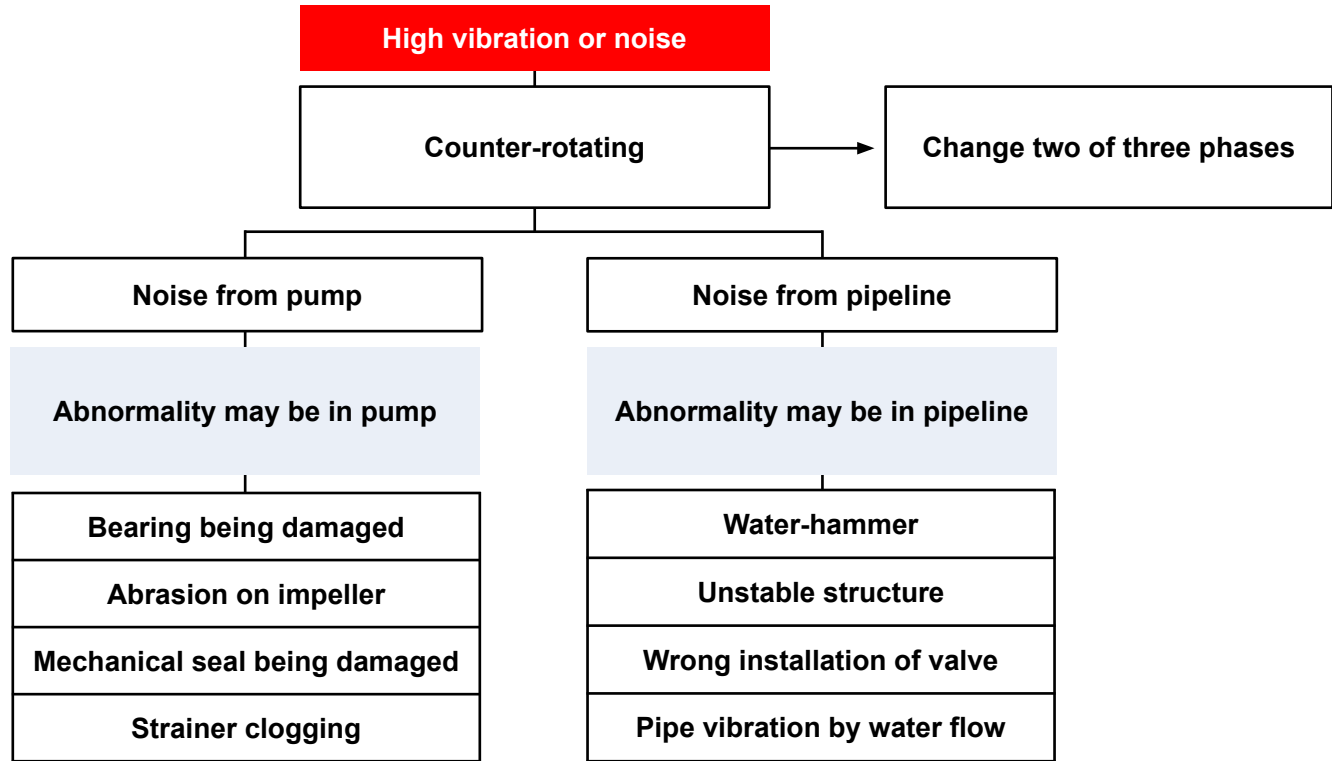 High vibration or noise
Counter-rotating
Change two of three phases
Noise from pump
Noise from pipeline
Abnormality may be in pump
Abnormality may be in pipeline
Bearing being damaged
Abrasion on impeller
Mechanical seal being damaged
Strainer clogging
Water-hammer
Unstable structure
Wrong installation of valve
Pipe vibration by water flow